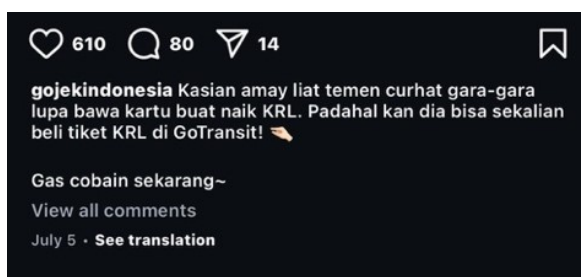 610 80 14
gojekindonesia Kasian amay liat temen curhat gara-gara
lupa bawa kartu buat naik KRL. Padahal kan dia bisa sekalian
beli tiket KRL di GoTransit! 🤏🏻
Gas cobain sekarang~
View all comments
July 5 • See translation